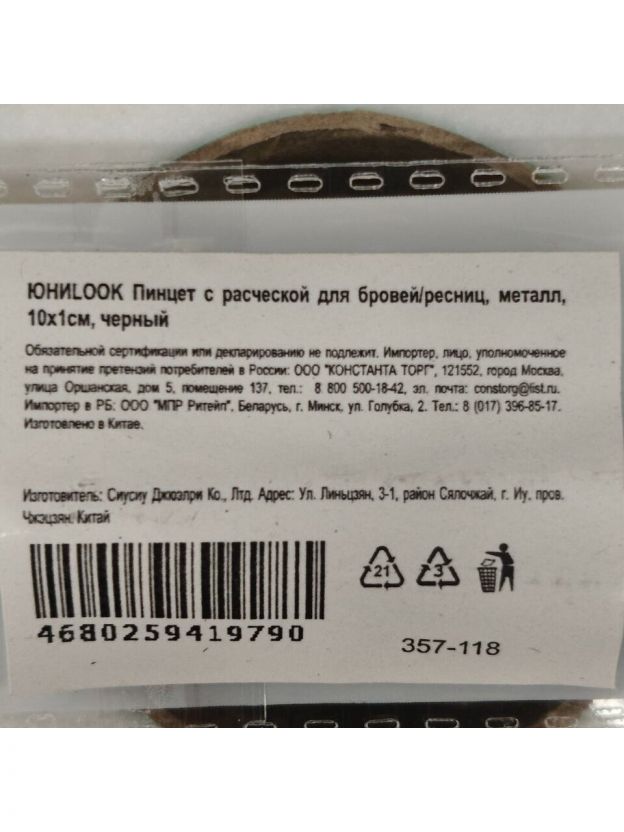 ЮНИLOOK Пинцет с расческой для бровей/ресниц, металл,
10х1см, черный
Обязательной сертификации или декларированию не подлежит. Импортер, лицо, уполномоченное
на принятие претензий потребителей в России: ООО "КОНСТАНТА ТОРГ", 121552, город Москва,
улица Оршанская, дом 5, помещение 137, тел.: 8 800 500-18-42, эл. почта: constorg@list.ru.
Импортер в РБ: ООО "МПР Ритейл". Беларусь, г. Минск, ул. Голубка, 2. Тел.: 8 (017) 396-85-17.
Изготовлено в Китае.
Изготовитель: Сиусиу Джюэлри Ко., Лтд. Адрес: Ул. Линьцзян, 3-1, район Сялочжай, г. Иу. пров.
Чжэцзян. Китай
21 3
4680259419790
357-118